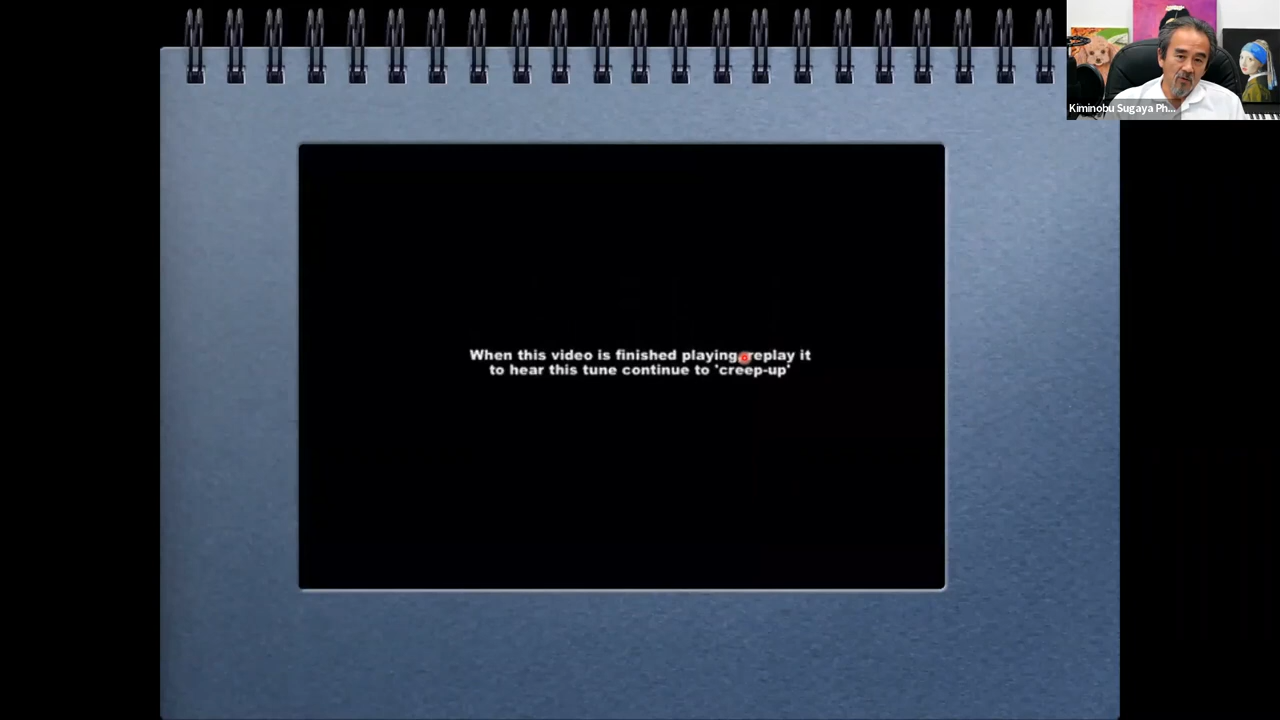 Kiminobu Sugaya Ph...
When this video is finished playing, replay it
to hear this tune continue to 'creep-up'